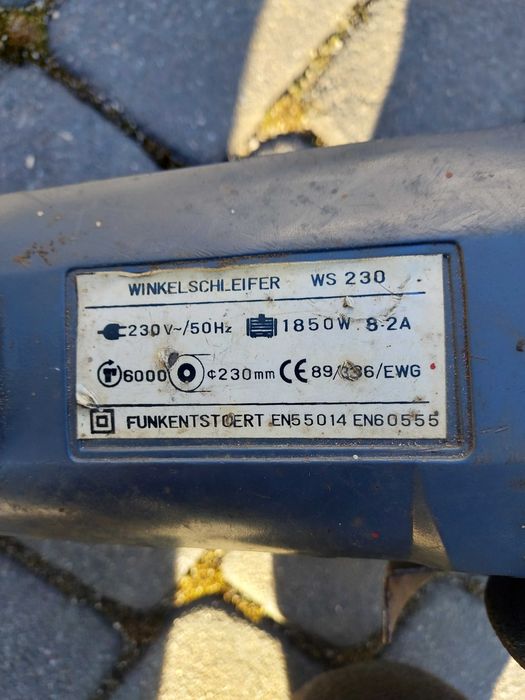 WINKELSCHLEIFER WS 230
230V~/50Hz 1850W 8-2A
6000 ¢230mm CE 89/336/EWG
FUNKENTSTOERT EN55014 EN60555